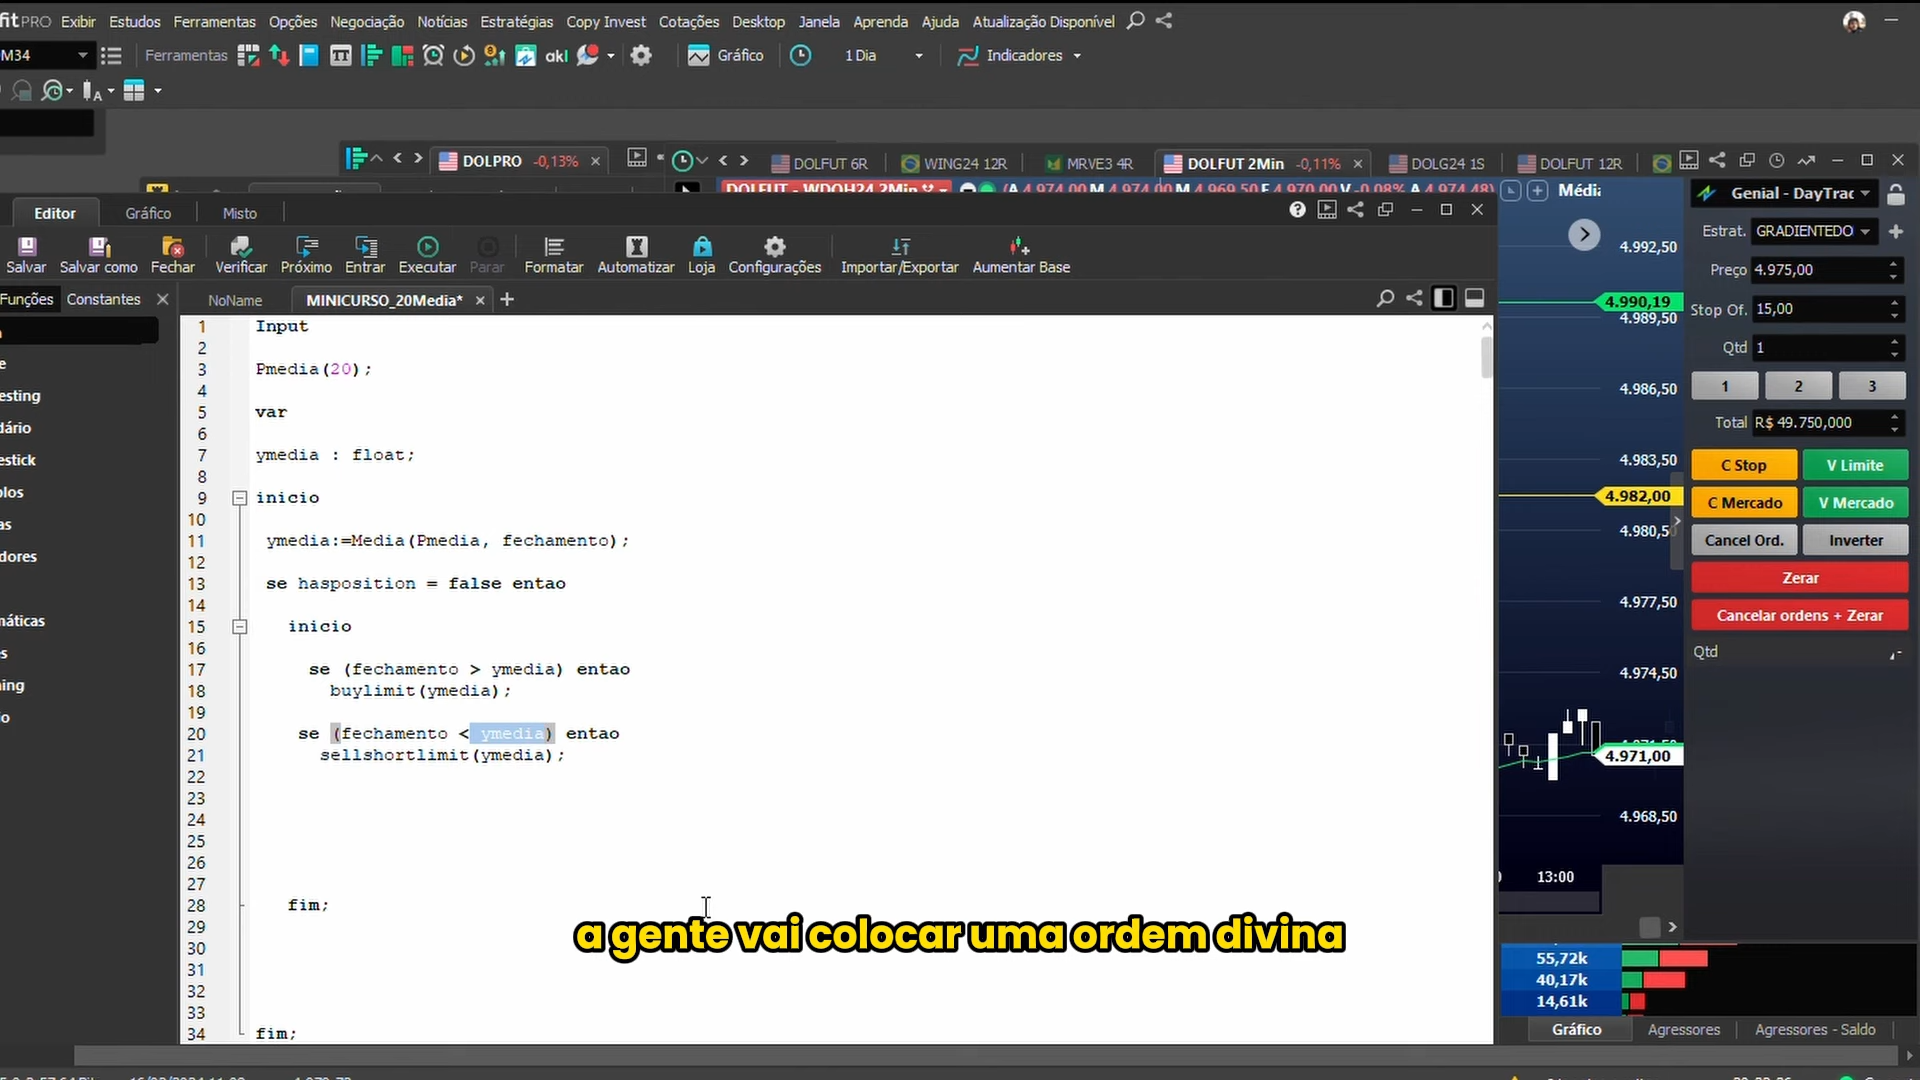 fitPRO Exibir Estudos Ferramentas Opções Negociação Notícias Estratégias Copy Invest Cotações Desktop Janela Aprenda Ajuda Atualização Disponível
M34 Ferramentas akl Gráfico 1 Dia Indicadores
DOLPRO -0,13% DOLFUT 6R WING24 12R MRVE3 4R DOLFUT 2Min -0,11% DOLG24 1S DOLFUT 12R
Editor Gráfico Misto
Salvar Salvar como Fechar Verificar Próximo Entrar Executar Parar Formatar Automatizar Loja Configurações Importar/Exportar Aumentar Base
Funções Constantes NoName MINICURSO_20Media*
1 Input
2
3 Pmedia(20);
4
5 var
6
7 ymedia : float;
8
9 inicio
10
11 ymedia:=Media(Pmedia, fechamento);
12
13 se hasposition = false entao
14
15 inicio
16
17 se (fechamento > ymedia) entao
18 buylimit(ymedia);
19
20 se (fechamento < ymedia) entao
21 sellshortlimit(ymedia);
22
23
24
25
26
27
28 fim;
29
30
31
32
33
34 fim;
a gente vai colocar uma ordem divina
4.992,50
4.990,19
4.989,50
4.986,50
4.983,50
4.982,00
4.980,5
4.977,50
4.974,50
4.971,00
4.968,50
13:00
Genial - DayTrac
Estrat. GRADIENTEDO
Preço 4.975,00
Stop Of. 15,00
Qtd 1
1 2 3
Total R$ 49.750,000
C Stop V Limite
C Mercado V Mercado
Cancel Ord. Inverter
Zerar
Cancelar ordens + Zerar
Qtd
55,72k
40,17k
14,61k
Gráfico Agressores Agressores - Saldo